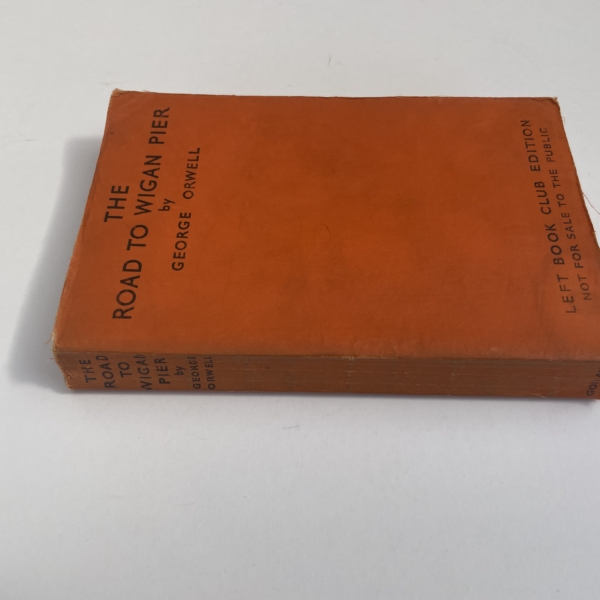 THE
ROAD TO WIGAN PIER
by
GEORGE ORWELL
LEFT BOOK CLUB EDITION
NOT FOR SALE TO THE PUBLIC
THE
ROAD
TO
WIGAN
PIER
by
GEORGE
ORWELL